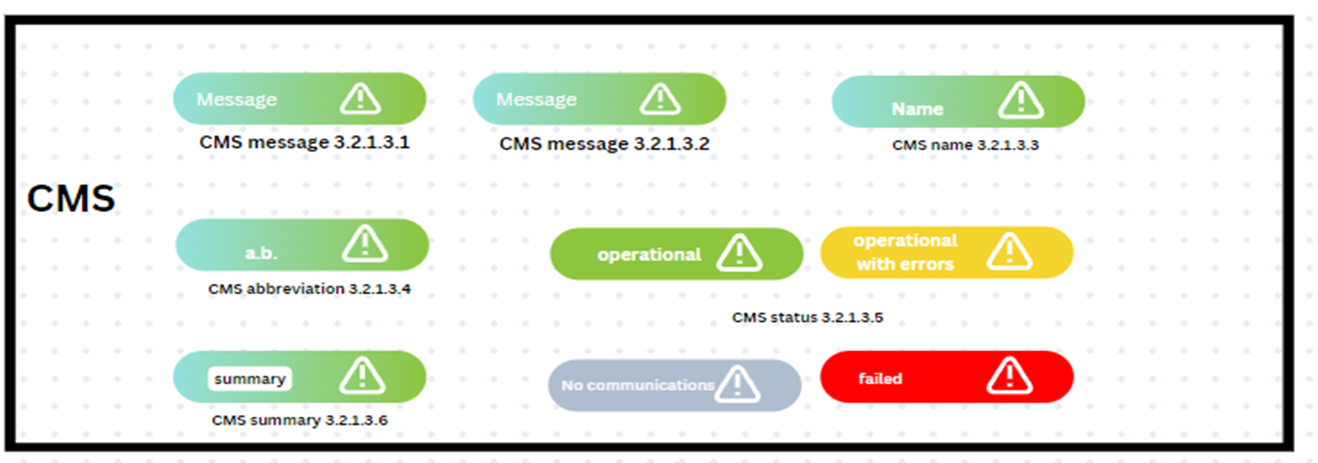 Message
Message
Name
CMS message 3.2.1.3.1
CMS message 3.2.1.3.2
CMS name 3.2.1.3.3
CMS
a.b.
operational
operational
with errors
CMS abbreviation 3.2.1.3.4
CMS status 3.2.1.3.5
summary
No communications
failed
CMS summary 3.2.1.3.6